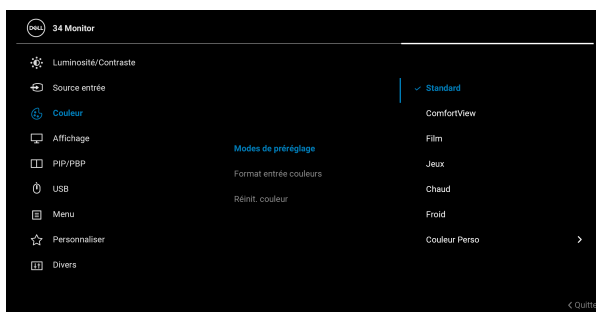 DELL
34 Monitor
Luminosité/Contraste
Source entrée
Couleur
Affichage
PIP/PBP
USB
Menu
Personnaliser
Divers
Modes de préréglage
Format entrée couleurs
Réinit. couleur
Standard
ComfortView
Film
Jeux
Chaud
Froid
Couleur Perso
Quitte